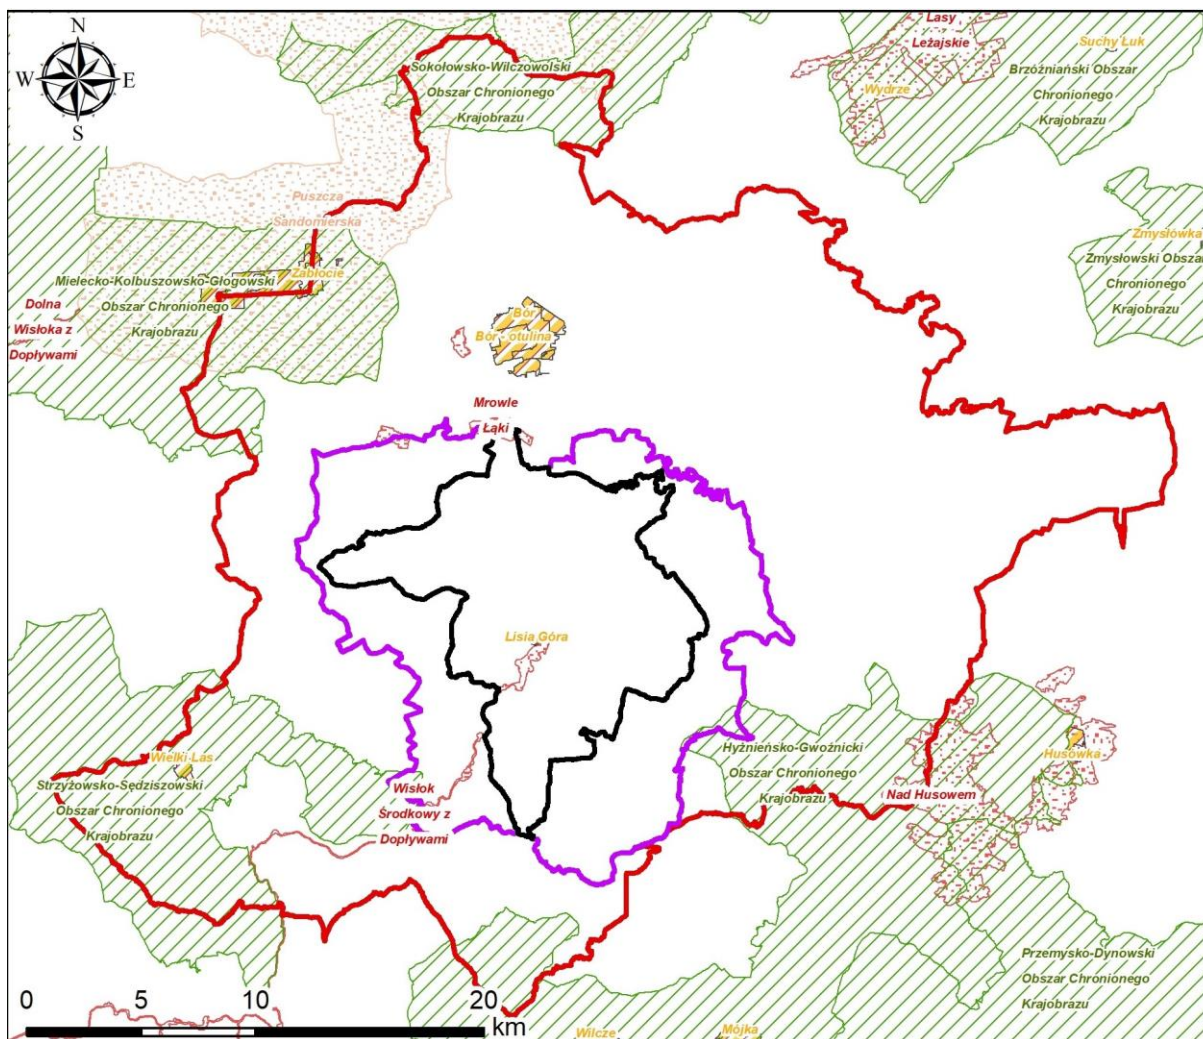 N
W
E
S
Lasy
Leżajskie
Wydrze
Suchy Łuk
Brzóźniański Obszar
Chronionego
Krajobrazu
Sokołowsko-Wilczowolski
Obszar Chronionego
Krajobrazu
Puszcza
Sandomierska
Zmysłówka
Zmysłowski Obszar
Chronionego
Krajobrazu
Zabłocie
Mielecko-Kolbuszowsko-Głogowski
Obszar Chronionego
Krajobrazu
Dolna
Wisłoka z
Dopływami
Bór
Bór - otulina
Mrowle
Łąki
Lisia Góra
Wielki Las
Strzyżowsko-Sędziszowski
Obszar Chronionego
Krajobrazu
Wisłok
Środkowy z
Dopływami
Hyżnieńsko-Gwoźnicki
Obszar Chronionego
Krajobrazu
Husówka
Nad Husowem
Przemysko-Dynowski
Obszar Chronionego
Krajobrazu
0 5 10 20
km
Wilcze
Mójka